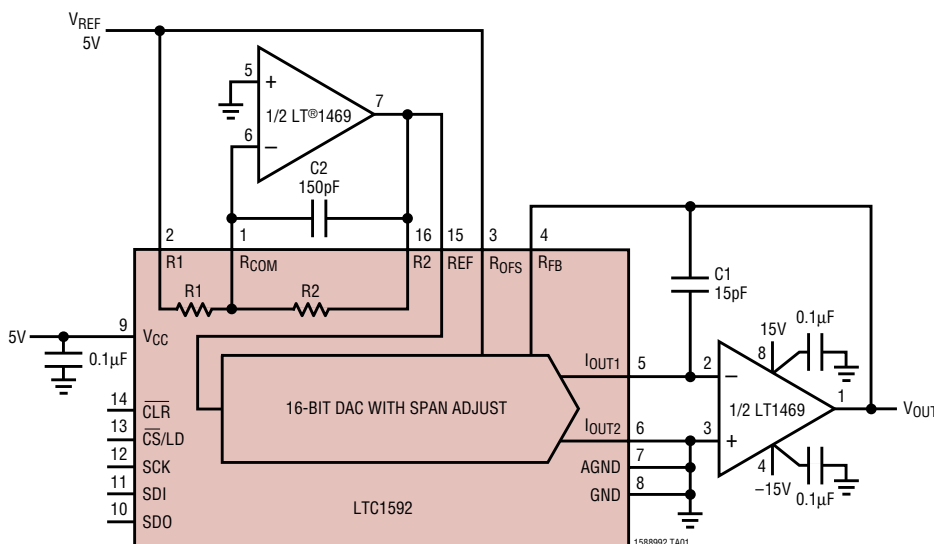 VREF
5V
5
+
1/2 LT®1469
7
6
−
C2
150pF
2
1
16
15
3
4
R1
RCOM
R2
REF
ROFS
RFB
R1
R2
C1
15pF
5V
9
VCC
0.1µF
15V
0.1µF
8
IOUT1
5
2
−
16-BIT DAC WITH SPAN ADJUST
1/2 LT1469
1
VOUT
14
CLR
13
CS/LD
12
SCK
11
SDI
10
SDO
IOUT2
6
3
+
AGND
7
4
−15V
0.1µF
GND
8
LTC1592
1588992 TA01